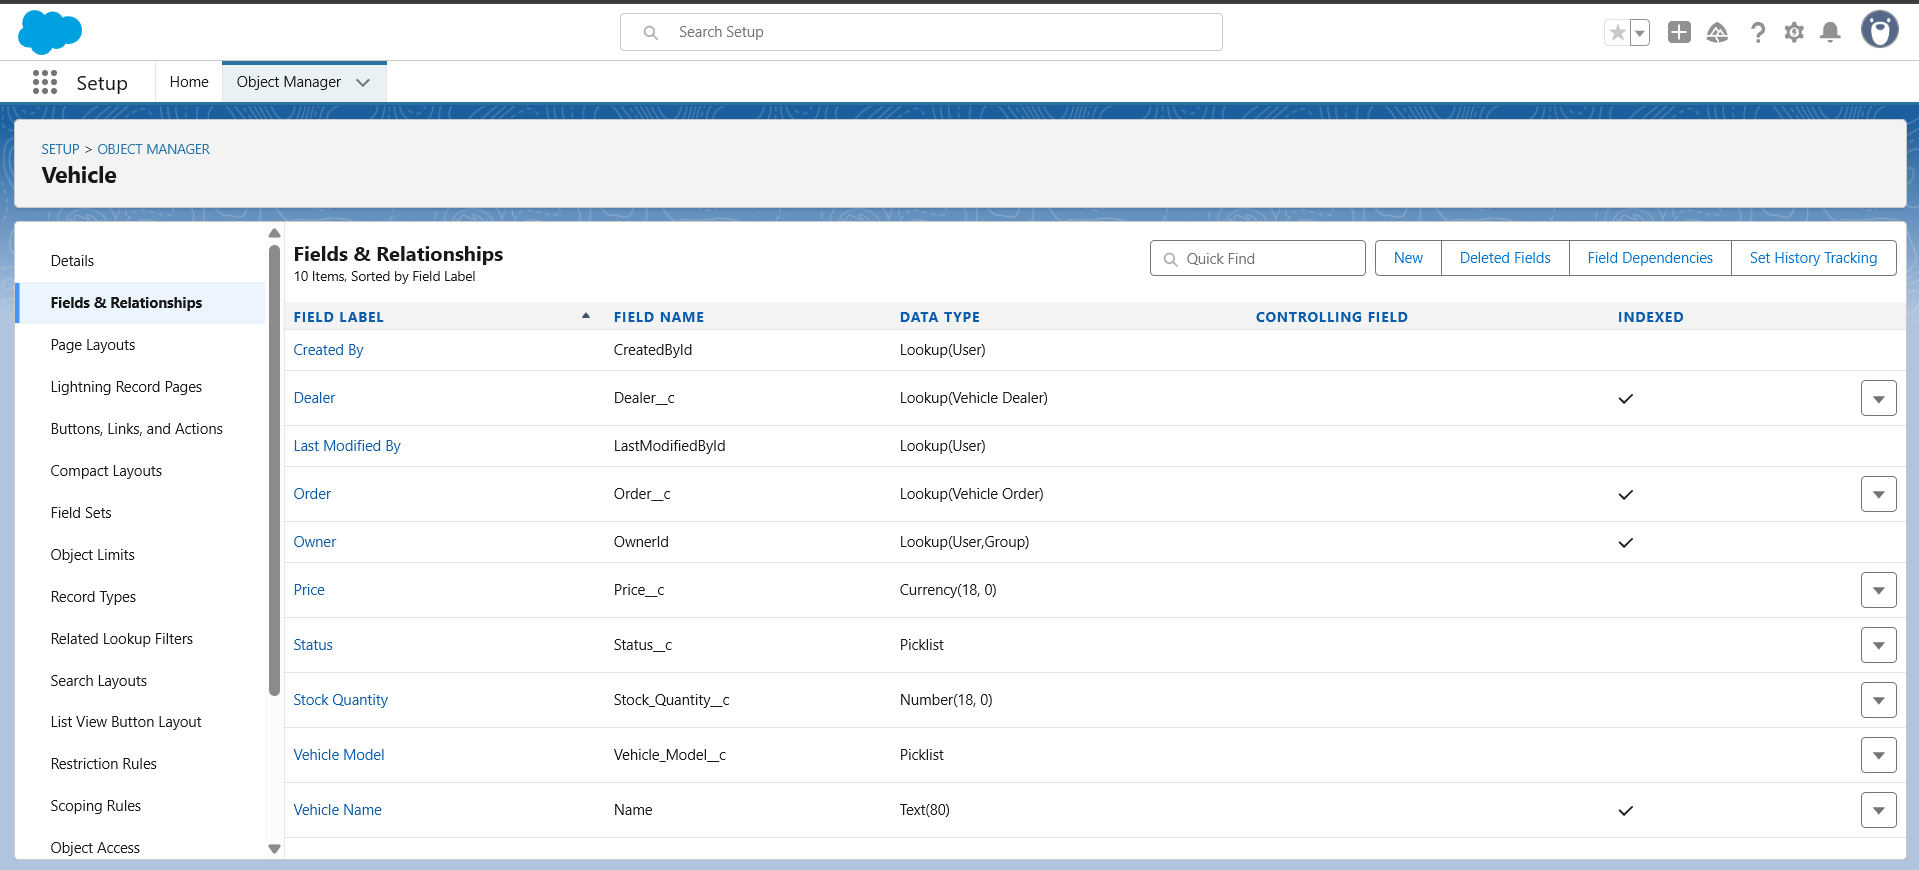 Search Setup
Setup
Home
Object Manager
SETUP > OBJECT MANAGER
Vehicle
Details
Fields & Relationships
Page Layouts
Lightning Record Pages
Buttons, Links, and Actions
Compact Layouts
Field Sets
Object Limits
Record Types
Related Lookup Filters
Search Layouts
List View Button Layout
Restriction Rules
Scoping Rules
Object Access
Fields & Relationships
10 Items, Sorted by Field Label
Quick Find
New
Deleted Fields
Field Dependencies
Set History Tracking
FIELD LABEL FIELD NAME DATA TYPE CONTROLLING FIELD INDEXED
Created By CreatedById Lookup(User)
Dealer Dealer__c Lookup(Vehicle Dealer)
Last Modified By LastModifiedById Lookup(User)
Order Order__c Lookup(Vehicle Order)
Owner OwnerId Lookup(User,Group)
Price Price__c Currency(18, 0)
Status Status__c Picklist
Stock Quantity Stock_Quantity__c Number(18, 0)
Vehicle Model Vehicle_Model__c Picklist
Vehicle Name Name Text(80)